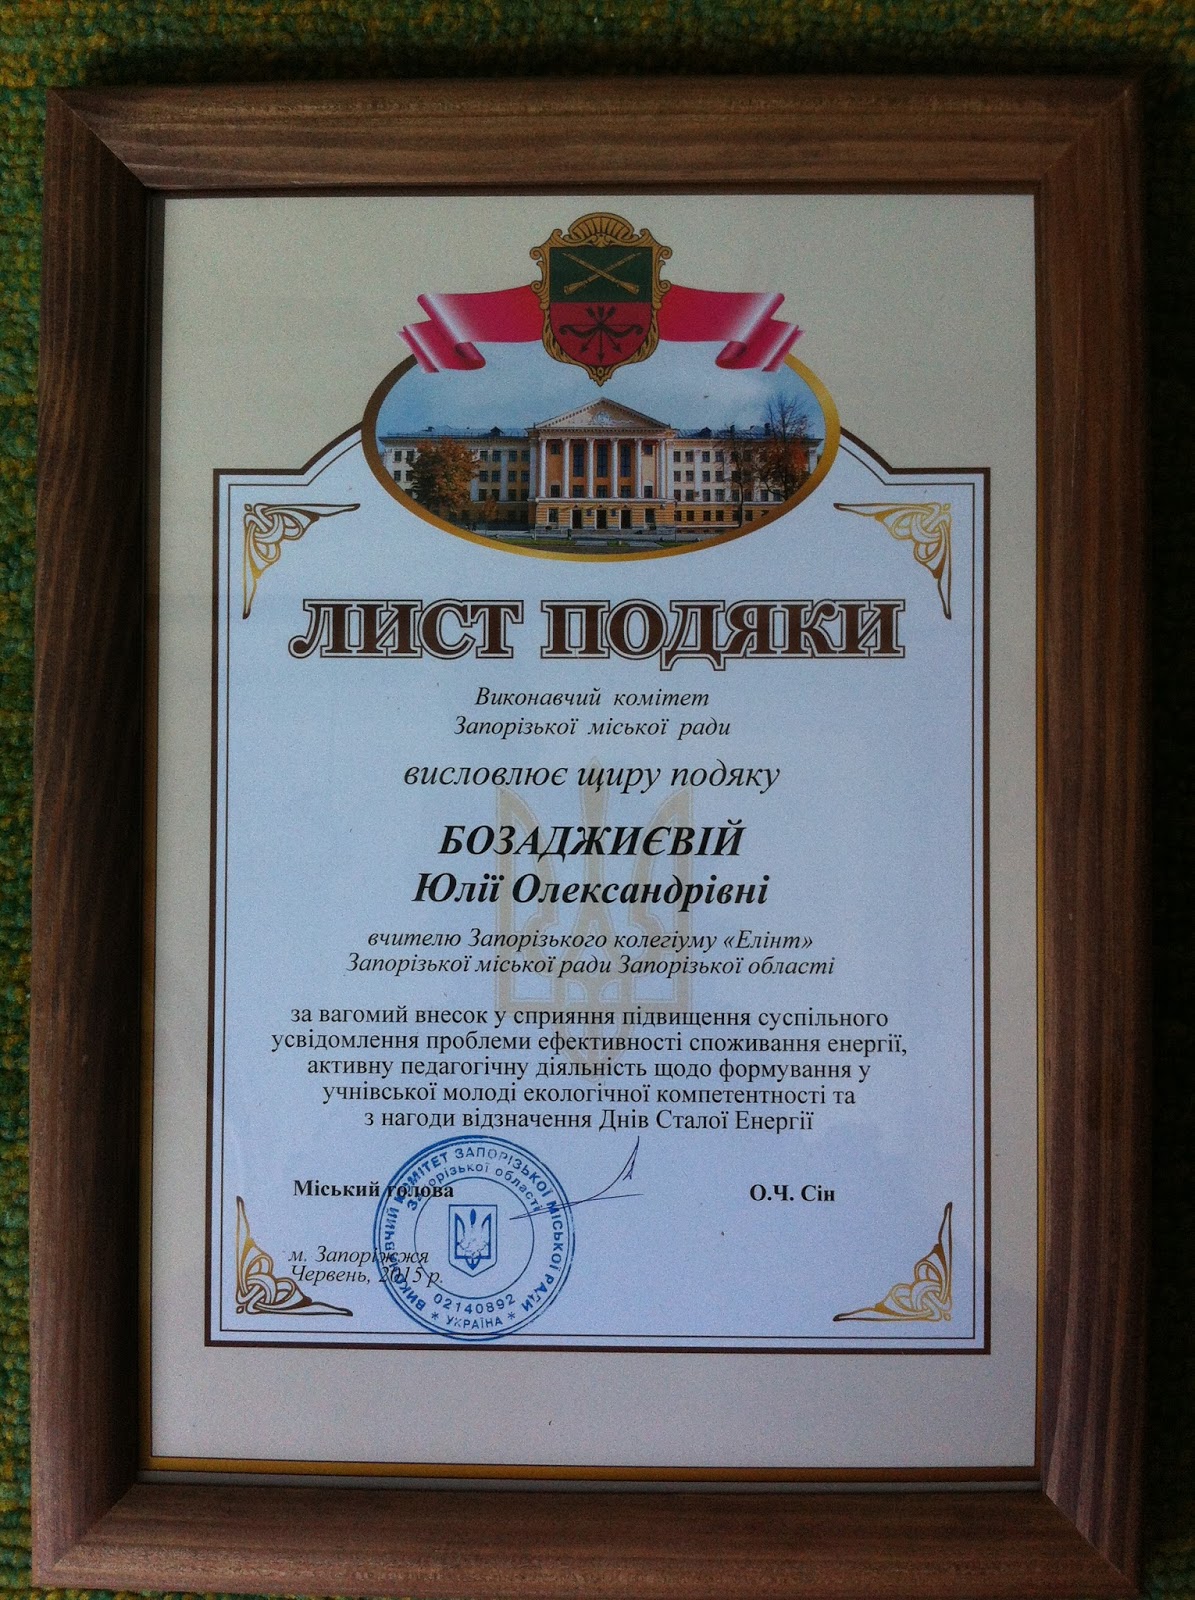 ЛИСТ ПОДЯКИ
Виконавчий комітет
Запорізької міської ради
висловлює щиру подяку
БОЗАДЖИЄВІЙ
Юлії Олександрівні
вчителю Запорізького колегіуму «Елінт»
Запорізької міської ради Запорізької області
за вагомий внесок у сприяння підвищення суспільного
усвідомлення проблеми ефективності споживання енергії,
активну педагогічну діяльність щодо формування у
учнівської молоді екологічної компетентності та
з нагоди відзначення Днів Сталої Енергії
Міський голова О.Ч. Сін
м. Запоріжжя
Червень, 2015 р.
ВИКОНАВЧИЙ КОМІТЕТ ЗАПОРІЗЬКОЇ МІСЬКОЇ РАДИ
Запорізької області
02140892
* УКРАЇНА *